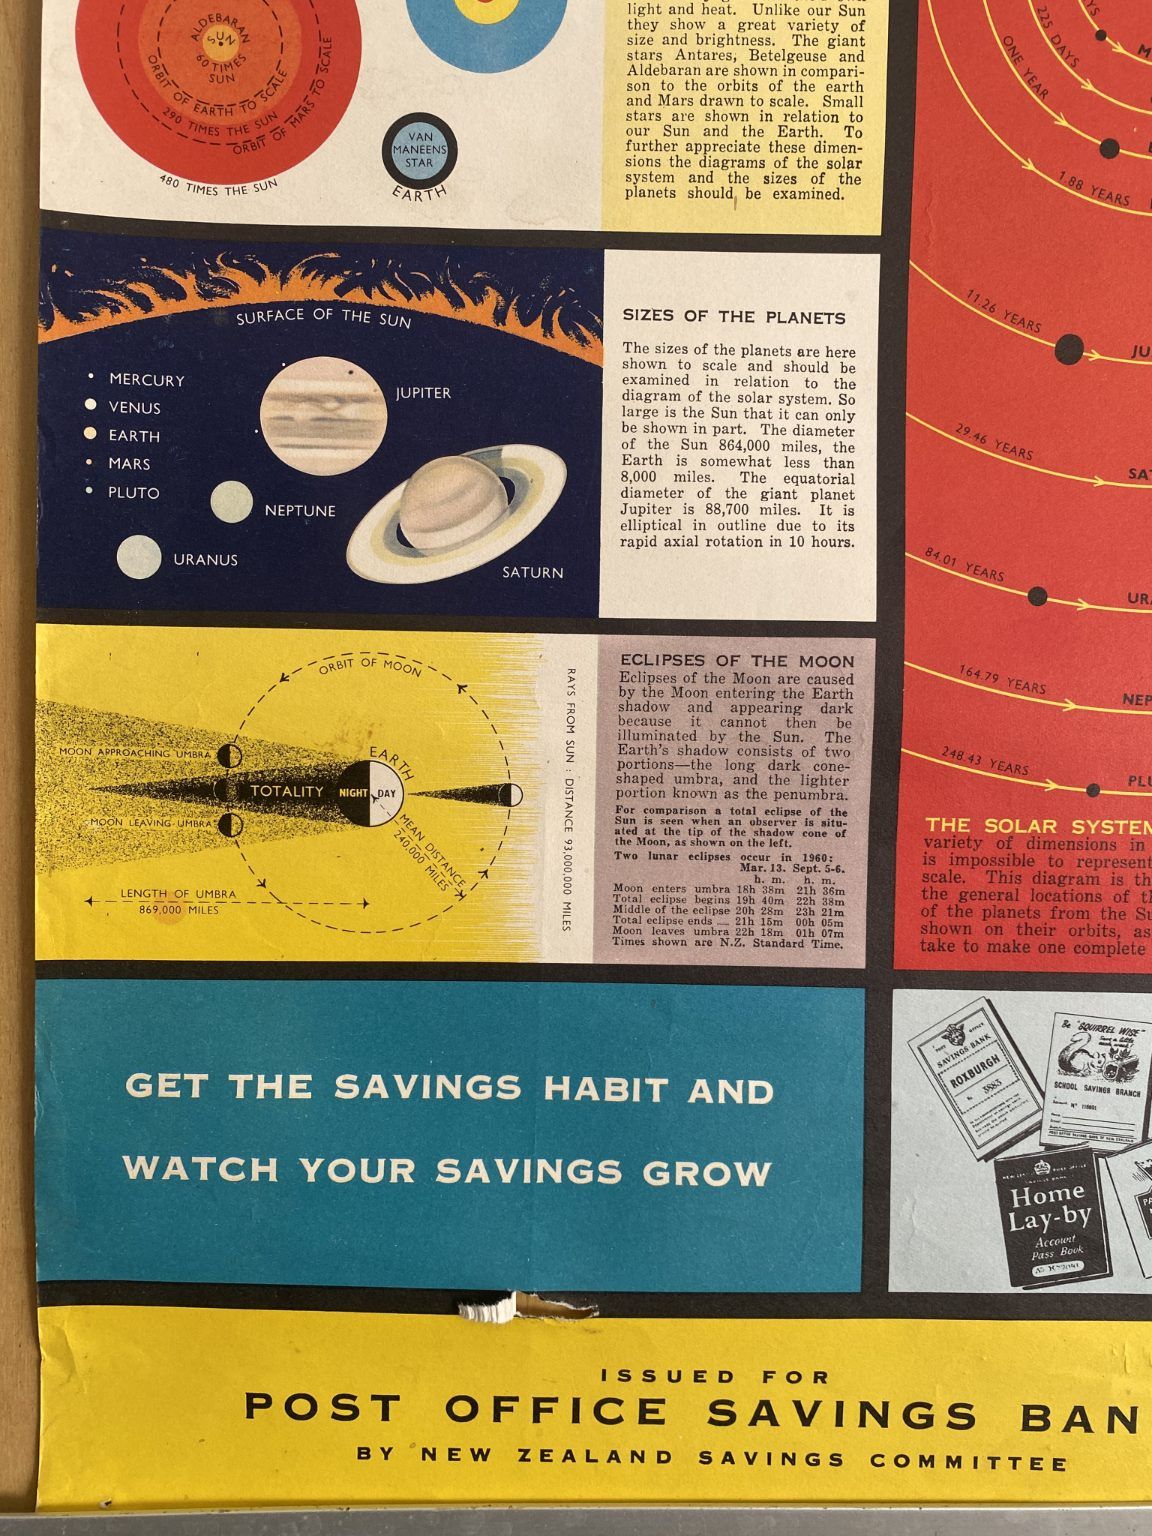 ALDEBARAN
SUN
60 TIMES
SUN
ORBIT OF EARTH TO SCALE
290 TIMES THE SUN
ORBIT OF MARS TO SCALE
480 TIMES THE SUN
VAN
MANEENS
STAR
EARTH
light and heat. Unlike our Sun
they show a great variety of
size and brightness. The giant
stars Antares, Betelgeuse and
Aldebaran are shown in compari-
son to the orbits of the earth
and Mars drawn to scale. Small
stars are shown in relation to
our Sun and the Earth. To
further appreciate these dimen-
sions the diagrams of the solar
system and the sizes of the
planets should be examined.
SURFACE OF THE SUN
MERCURY
VENUS
EARTH
MARS
PLUTO
JUPITER
NEPTUNE
URANUS
SATURN
SIZES OF THE PLANETS
The sizes of the planets are here
shown to scale and should be
examined in relation to the
diagram of the solar system. So
large is the Sun that it can only
be shown in part. The diameter
of the Sun 864,000 miles, the
Earth is somewhat less than
8,000 miles. The equatorial
diameter of the giant planet
Jupiter is 88,700 miles. It is
elliptical in outline due to its
rapid axial rotation in 10 hours.
ORBIT OF MOON
MOON APPROACHING UMBRA
EARTH
TOTALITY
NIGHT
DAY
MOON LEAVING UMBRA
MEAN DISTANCE
240,000 MILES
LENGTH OF UMBRA
869,000 MILES
RAYS FROM SUN : DISTANCE 93,000,000 MILES
ECLIPSES OF THE MOON
Eclipses of the Moon are caused
by the Moon entering the Earth
shadow and appearing dark
because it cannot then be
illuminated by the Sun. The
Earth's shadow consists of two
portions—the long dark cone-
shaped umbra, and the lighter
portion known as the penumbra.
For comparison a total eclipse of the
Sun is seen when an observer is situ-
ated at the tip of the shadow cone of
the Moon, as shown on the left.
Two lunar eclipses occur in 1960:
Mar. 13. Sept. 5-6.
h. m. h. m.
Moon enters umbra 18h 38m 21h 36m
Total eclipse begins 19h 40m 22h 38m
Middle of the eclipse 20h 28m 23h 21m
Total eclipse ends .... 21h 15m 00h 05m
Moon leaves umbra 22h 18m 01h 07m
Times shown are N.Z. Standard Time.
225 DAYS
ONE YEAR
1.88 YEARS
11.26 YEARS
JU
29.46 YEARS
SA
84.01 YEARS
URA
164.79 YEARS
NEP
248 43 YEARS
PLU
THE SOLAR SYSTEM
variety of dimensions in
is impossible to represent
scale. This diagram is th
the general locations of th
of the planets from the Su
shown on their orbits, as
take to make one complete
GET THE SAVINGS HABIT AND
WATCH YOUR SAVINGS GROW
POST OFFICE
SAVINGS BANK
ROXBURGH
No 3883
Be "SQUIRREL WISE"
Save a little
each week!
SCHOOL SAVINGS BRANCH
Home
Lay-by
Account
Pass Book
ISSUED FOR
POST OFFICE SAVINGS BAN
BY NEW ZEALAND SAVINGS COMMITTEE